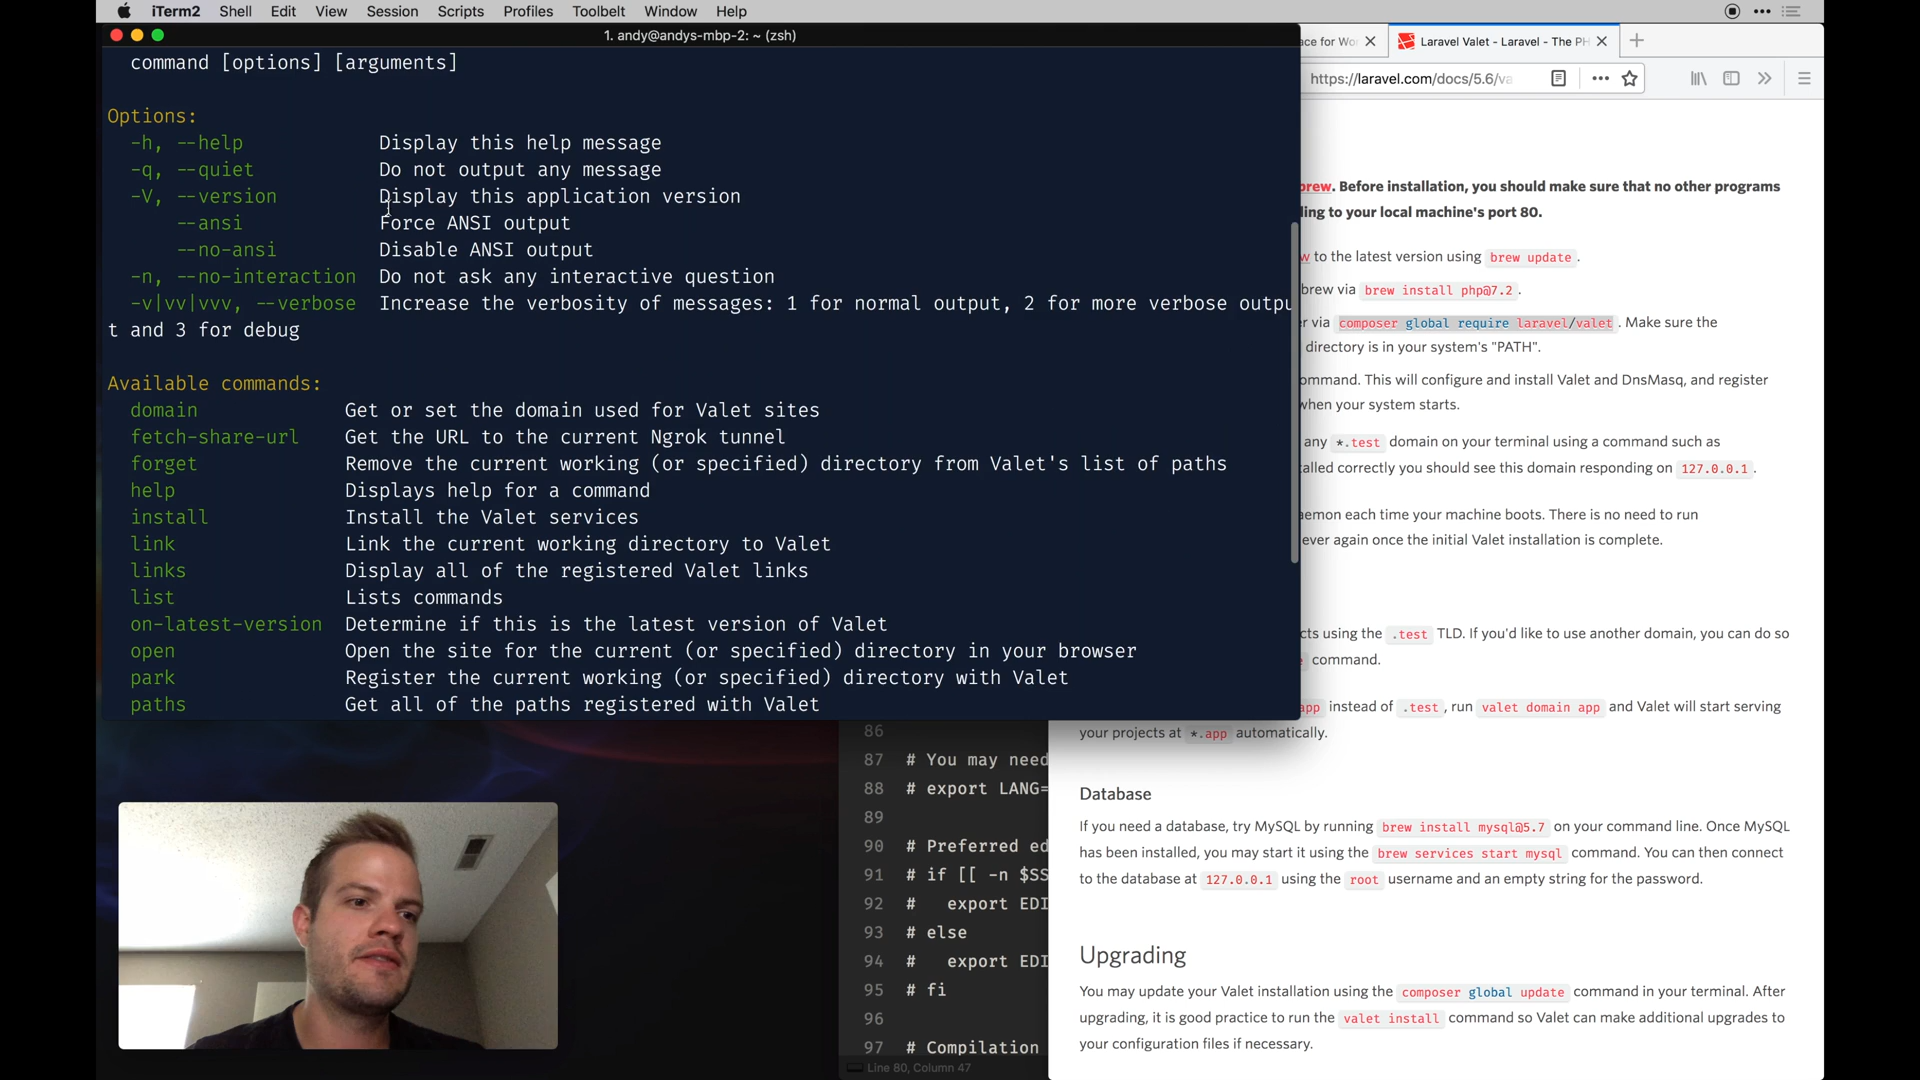 iTerm2 Shell Edit View Session Scripts Profiles Toolbelt Window Help
1. andy@andys-mbp-2: ~ (zsh)
command [options] [arguments]
Options:
-h, --help Display this help message
-q, --quiet Do not output any message
-V, --version Display this application version
--ansi Force ANSI output
--no-ansi Disable ANSI output
-n, --no-interaction Do not ask any interactive question
-v|vv|vvv, --verbose Increase the verbosity of messages: 1 for normal output, 2 for more verbose outpu
t and 3 for debug
Available commands:
domain Get or set the domain used for Valet sites
fetch-share-url Get the URL to the current Ngrok tunnel
forget Remove the current working (or specified) directory from Valet's list of paths
help Displays help for a command
install Install the Valet services
link Link the current working directory to Valet
links Display all of the registered Valet links
list Lists commands
on-latest-version Determine if this is the latest version of Valet
open Open the site for the current (or specified) directory in your browser
park Register the current working (or specified) directory with Valet
paths Get all of the paths registered with Valet
86
87 # You may need
88 # export LANG=
89
90 # Preferred ed
91 # if [[ -n $SS
92 # export EDI
93 # else
94 # export EDI
95 # fi
96
97 # Compilation
Line 80, Column 47
ace for Wo
Laravel Valet - Laravel - The PH
https://laravel.com/docs/5.6/va
brew. Before installation, you should make sure that no other programs
ing to your local machine's port 80.
w to the latest version using brew update.
brew via brew install php@7.2.
r via composer global require laravel/valet. Make sure the
directory is in your system's "PATH".
ommand. This will configure and install Valet and DnsMasq, and register
when your system starts.
any *.test domain on your terminal using a command such as
alled correctly you should see this domain responding on 127.0.0.1.
aemon each time your machine boots. There is no need to run
ever again once the initial Valet installation is complete.
cts using the .test TLD. If you'd like to use another domain, you can do so
command.
app instead of .test, run valet domain app and Valet will start serving
your projects at *.app automatically.
Database
If you need a database, try MySQL by running brew install mysql@5.7 on your command line. Once MySQL
has been installed, you may start it using the brew services start mysql command. You can then connect
to the database at 127.0.0.1 using the root username and an empty string for the password.
Upgrading
You may update your Valet installation using the composer global update command in your terminal. After
upgrading, it is good practice to run the valet install command so Valet can make additional upgrades to
your configuration files if necessary.